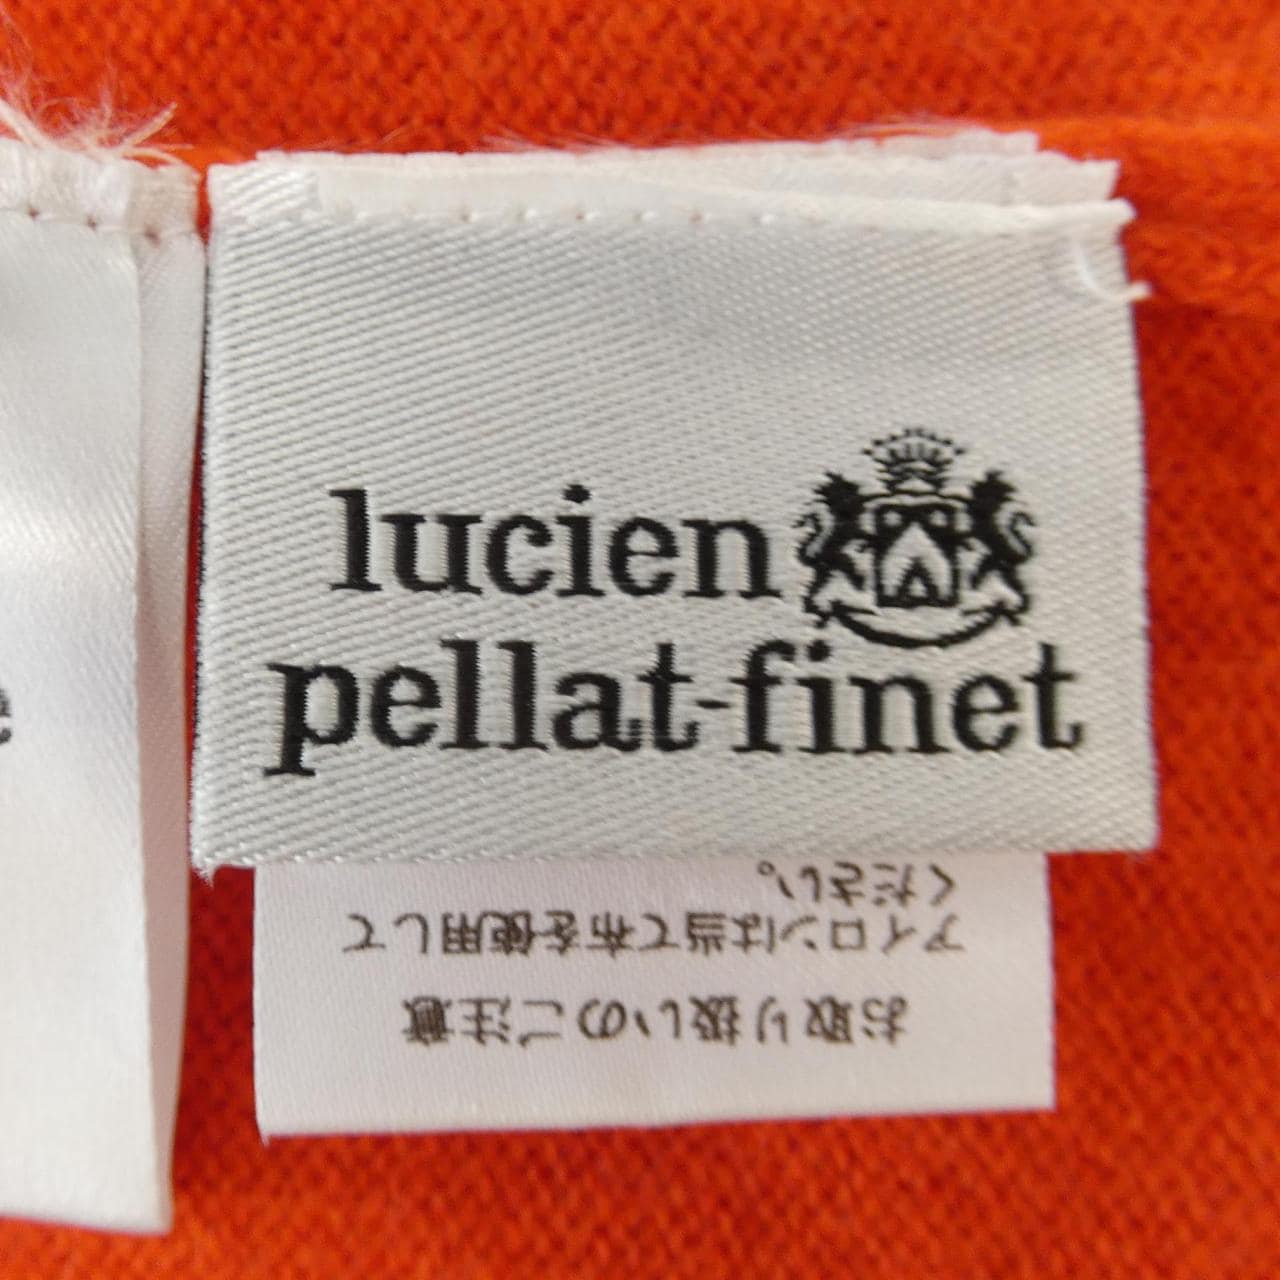 lucien
pellat-finet
お取り扱いのご注意
アイロンは当て布を使用して
ください。
e